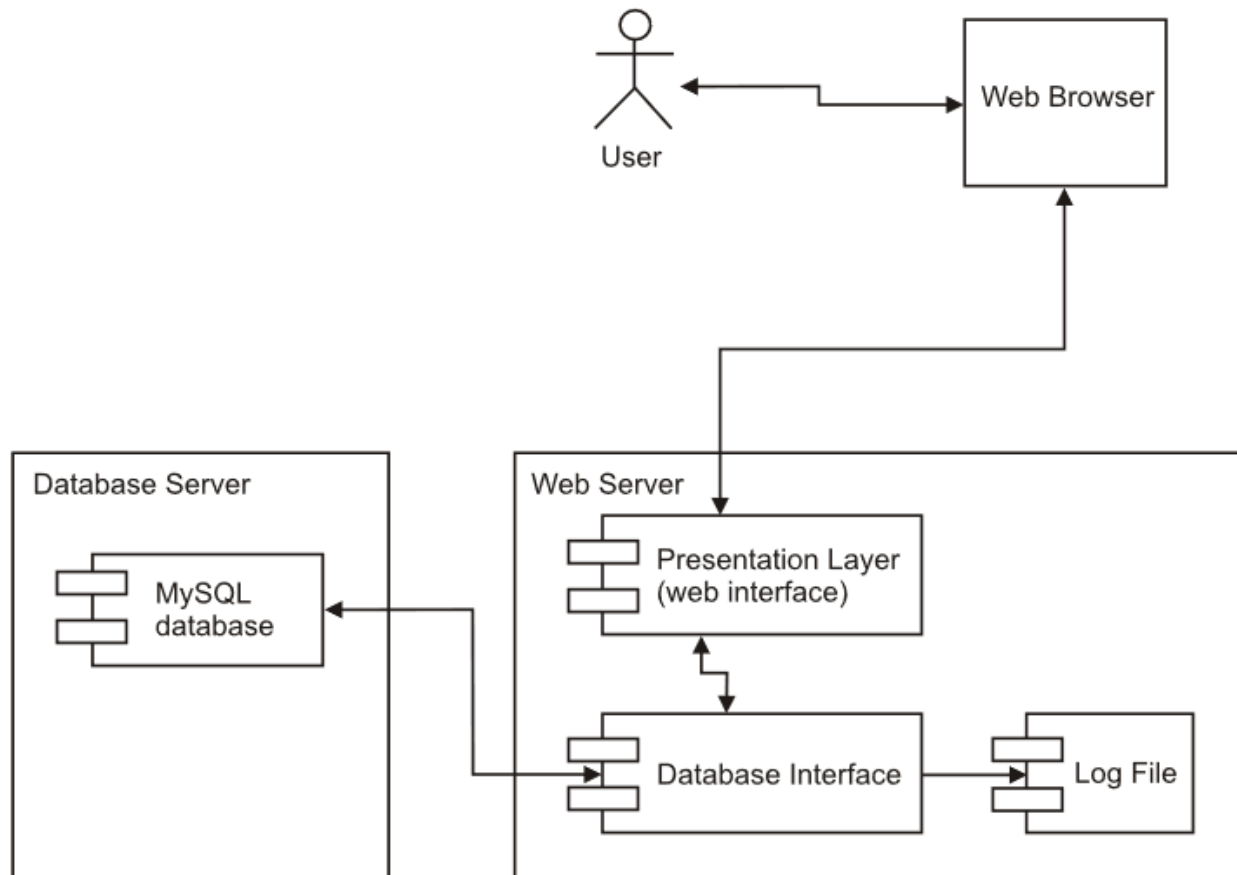 User
Web Browser
Database Server
MySQL
database
Web Server
Presentation Layer
(web interface)
Database Interface
Log File